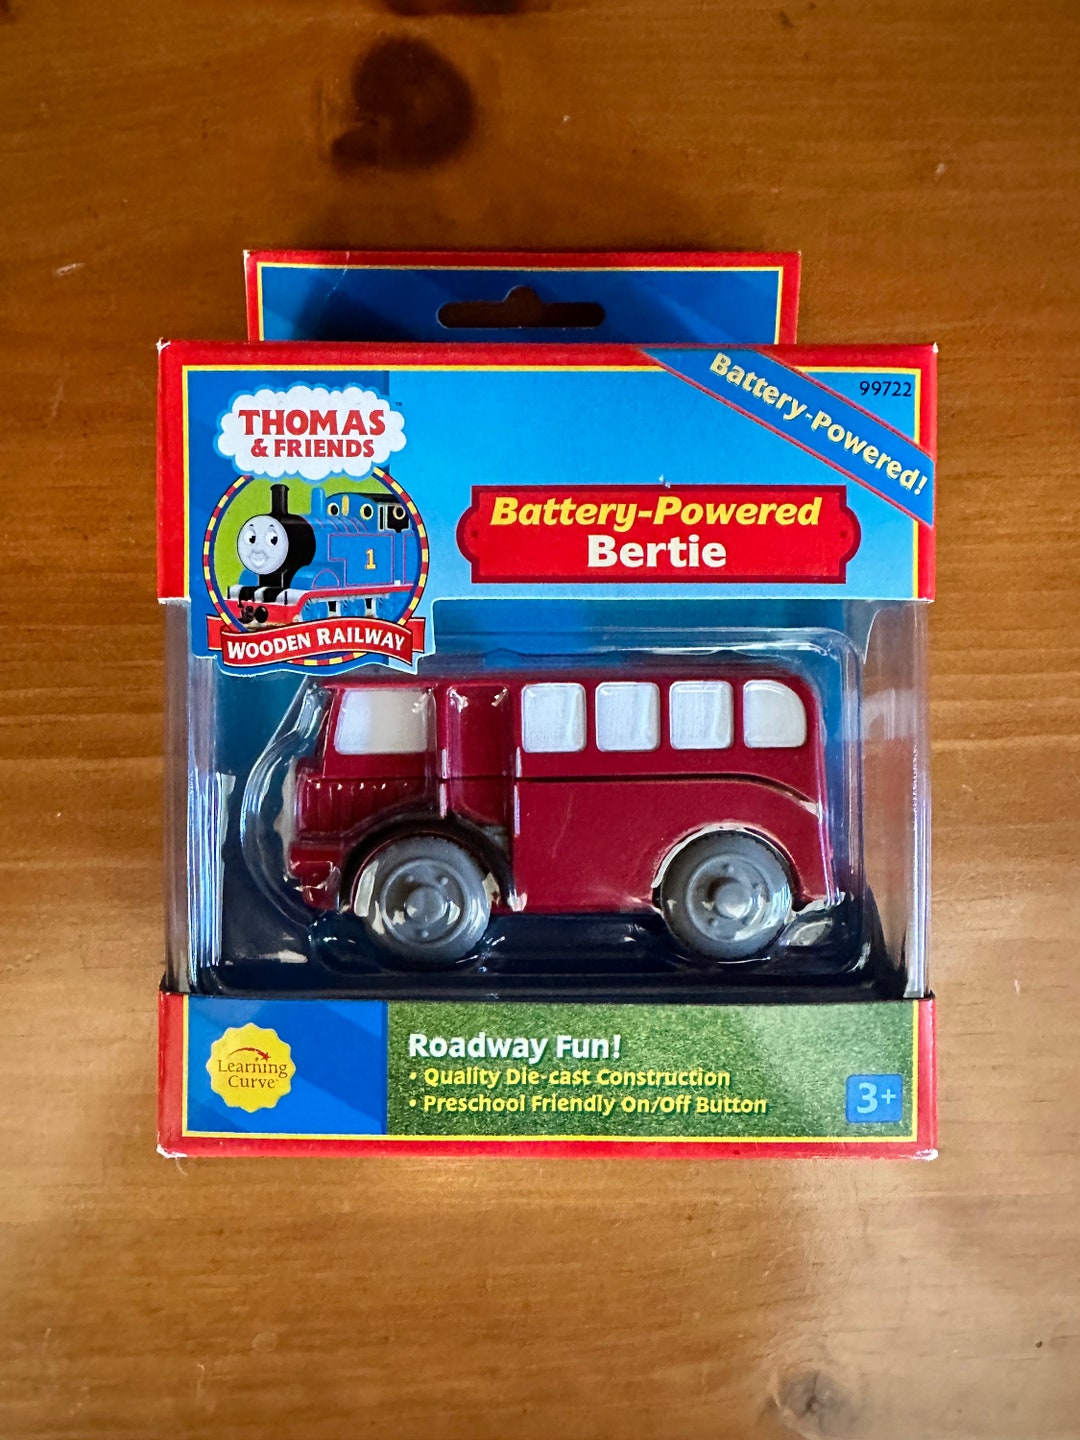 Battery-Powered!
99722
THOMAS
& FRIENDS
™
1
WOODEN RAILWAY
Battery-Powered
Bertie
Learning
Curve
Roadway Fun!
• Quality Die-cast Construction
• Preschool Friendly On/Off Button
3+